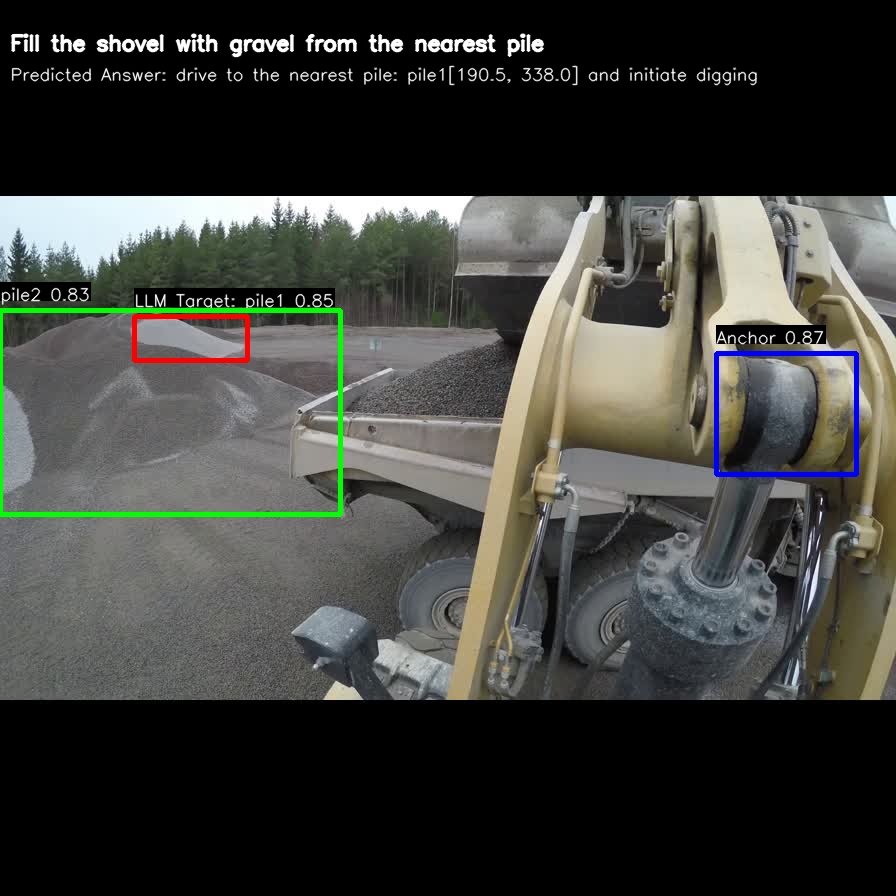 Fill the shovel with gravel from the nearest pile
Predicted Answer: drive to the nearest pile: pile1[190.5, 338.0] and initiate digging
pile2 0.83
LLM Target: pile1 0.85
Anchor 0.87